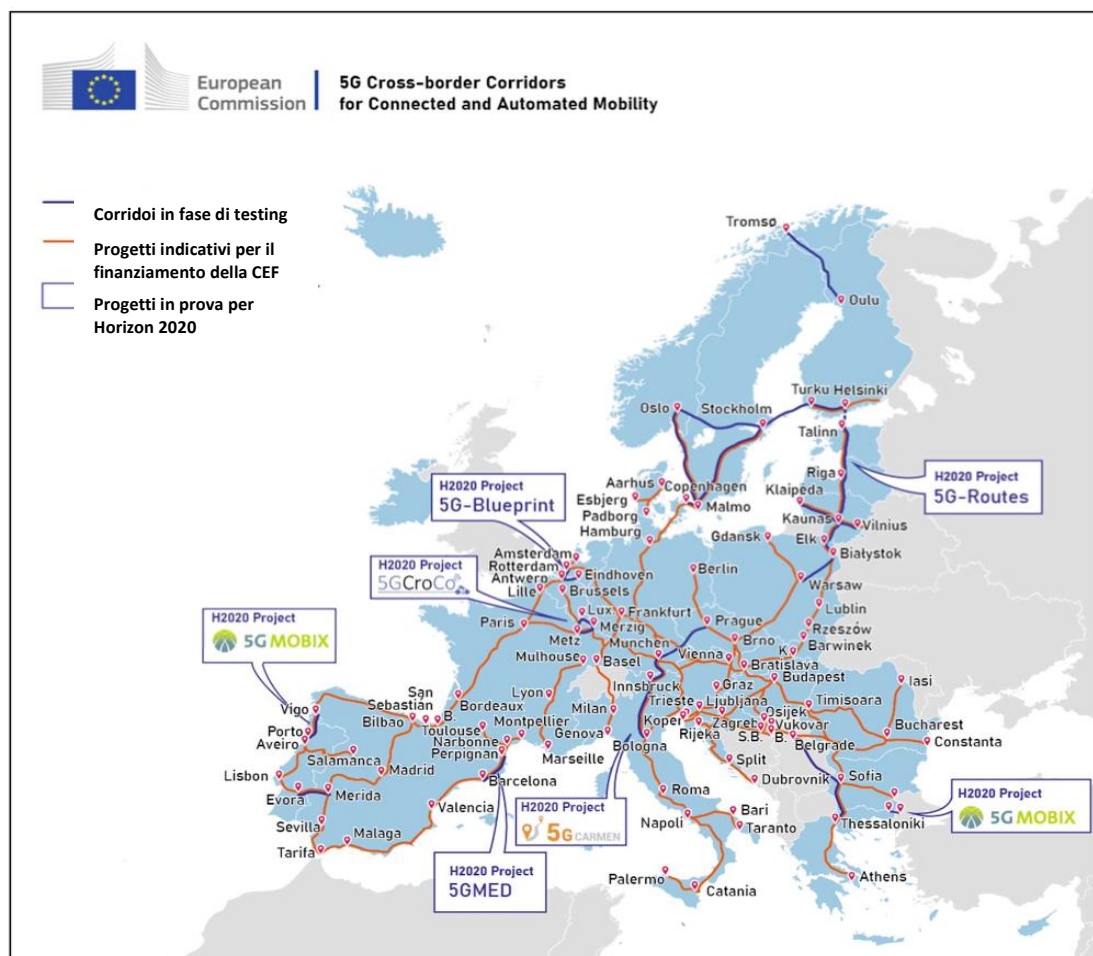 European
Commission
5G Cross-border Corridors
for Connected and Automated Mobility
Corridoi in fase di testing
Progetti indicativi per il
finanziamento della CEF
Progetti in prova per
Horizon 2020
Tromsø
Oulu
Turku
Helsinki
Oslo
Stockholm
Talinn
Riga
H2020 Project
5G-Routes
Aarhus
Copenhagen
Klaipėda
Esbjerg
Malmo
H2020 Project
5G-Blueprint
Padborg
Kaunas
Vilnius
Hamburg
Gdansk
Elk
Białystok
Amsterdam
Rotterdam
Berlin
H2020 Project
5GCroCo
Antwerp
Eindhoven
Warsaw
Lille
Brussels
Lublin
Lux.
Frankfurt
Prague
Paris
Merzig
Rzeszów
H2020 Project
5G MOBIX
Metz
Munchen
Brno
Barwinek
Vienna
K.
Mulhouse
Basel
Bratislava
Innsbruck
Budapest
Iasi
San
Sebastian
Lyon
Graz
Bordeaux
Trieste
Ljubljana
Timisoara
Vigo
Bilbao
B.
Milan
Osijek
Montpellier
Koper
Zagreb
Vukovar
Bucharest
Porto
Toulouse
Genova
Rijeka
S.B.
B.
Aveiro
Narbonne
Bologna
Belgrade
Constanta
Salamanca
Perpignan
Marseille
Split
Lisbon
Madrid
Sofia
Barcelona
Dubrovnik
Evora
Merida
Roma
H2020 Project
5G CARMEN
Valencia
Bari
H2020 Project
5G MOBIX
Sevilla
Napoli
Thessaloniki
Malaga
Taranto
Tarifa
H2020 Project
5GMED
Palermo
Catania
Athens